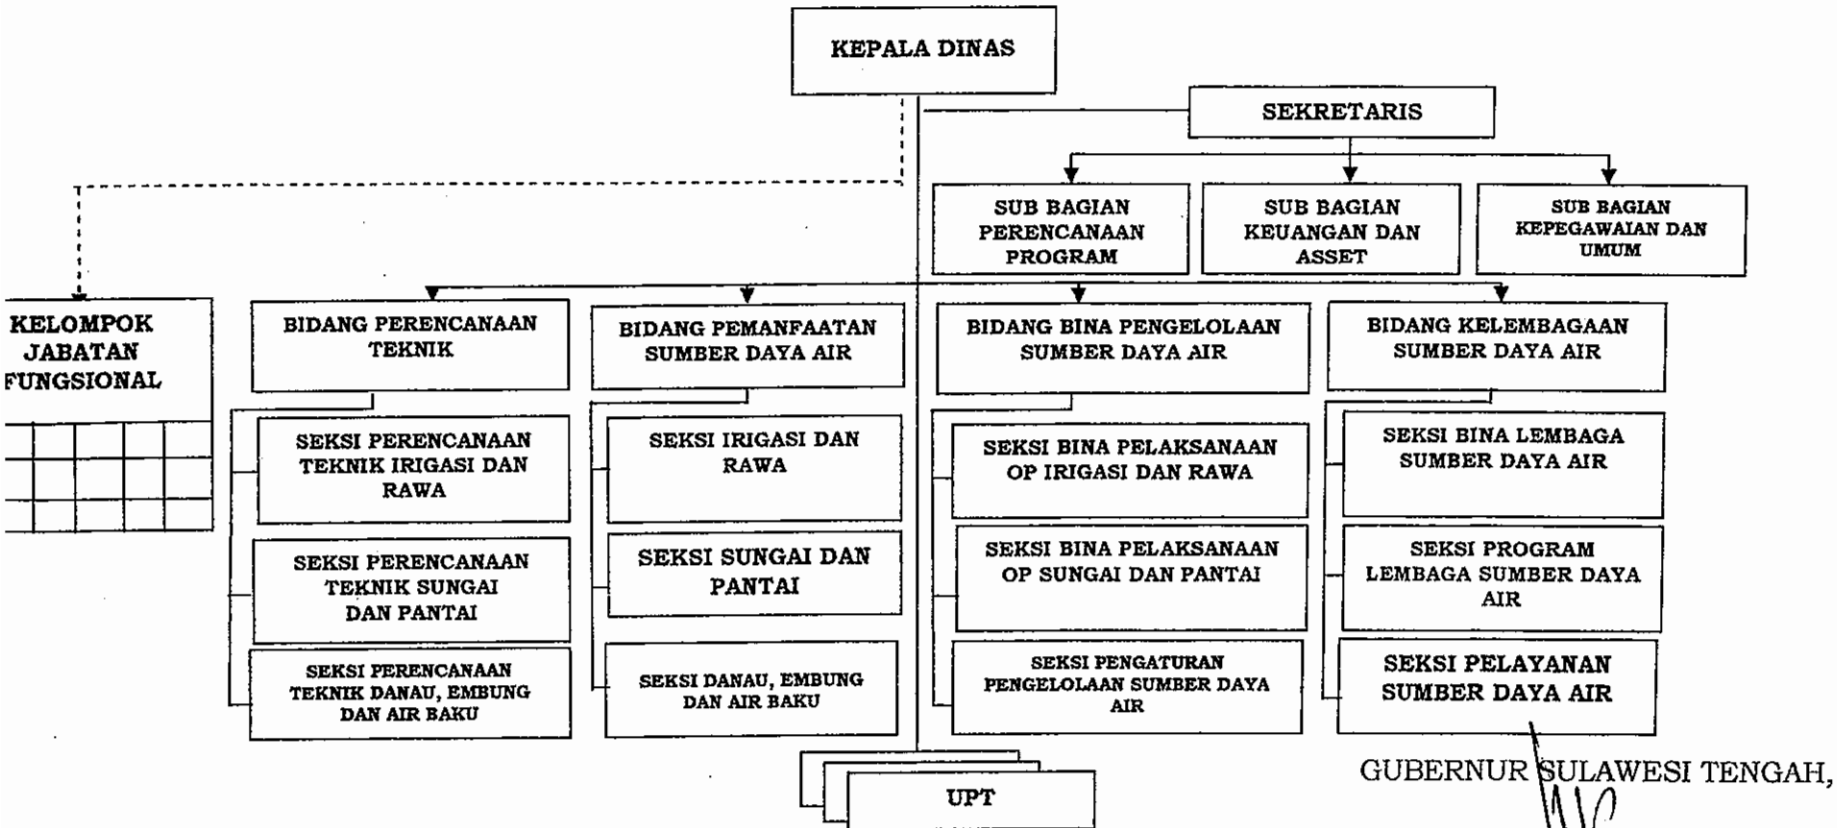 KEPALA DINAS
SEKRETARIS
SUB BAGIAN
PERENCANAAN
PROGRAM
SUB BAGIAN
KEUANGAN DAN
ASSET
SUB BAGIAN
KEPEGAWAIAN DAN
UMUM
KELOMPOK
JABATAN
FUNGSIONAL
BIDANG PERENCANAAN
TEKNIK
BIDANG PEMANFAATAN
SUMBER DAYA AIR
BIDANG BINA PENGELOLAAN
SUMBER DAYA AIR
BIDANG KELEMBAGAAN
SUMBER DAYA AIR
SEKSI PERENCANAAN
TEKNIK IRIGASI DAN
RAWA
SEKSI IRIGASI DAN
RAWA
SEKSI BINA PELAKSANAAN
OP IRIGASI DAN RAWA
SEKSI BINA LEMBAGA
SUMBER DAYA AIR
SEKSI PERENCANAAN
TEKNIK SUNGAI
DAN PANTAI
SEKSI SUNGAI DAN
PANTAI
SEKSI BINA PELAKSANAAN
OP SUNGAI DAN PANTAI
SEKSI PROGRAM
LEMBAGA SUMBER DAYA
AIR
SEKSI PERENCANAAN
TEKNIK DANAU, EMBUNG
DAN AIR BAKU
SEKSI DANAU, EMBUNG
DAN AIR BAKU
SEKSI PENGATURAN
PENGELOLAAN SUMBER DAYA
AIR
SEKSI PELAYANAN
SUMBER DAYA AIR
UPT
GUBERNUR SULAWESI TENGAH,